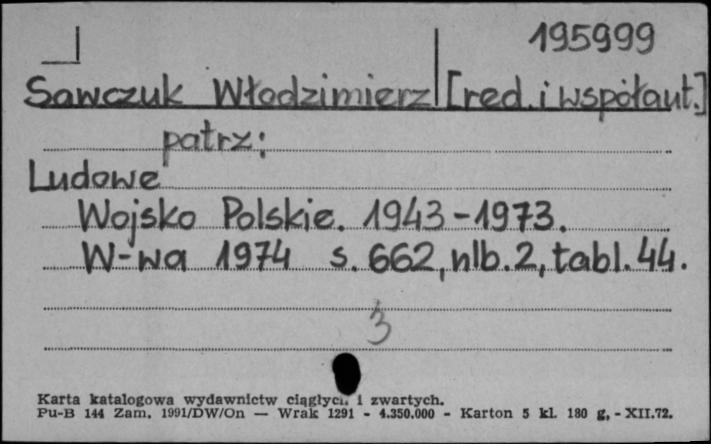 195999
Sawczuk Włodzimierz [red. i współaut.]
patrz:
Ludowe
Wojsko Polskie. 1943-1973.
W-wa 1974 s. 662, nlb. 2, tabl. 44.
3
Karta katalogowa wydawnictw ciągłych i zwartych.
Pu-B 144 Zam. 1991/DW/On — Wrak 1291 - 4.350.000 - Karton 5 kl. 180 g. - XII.72.